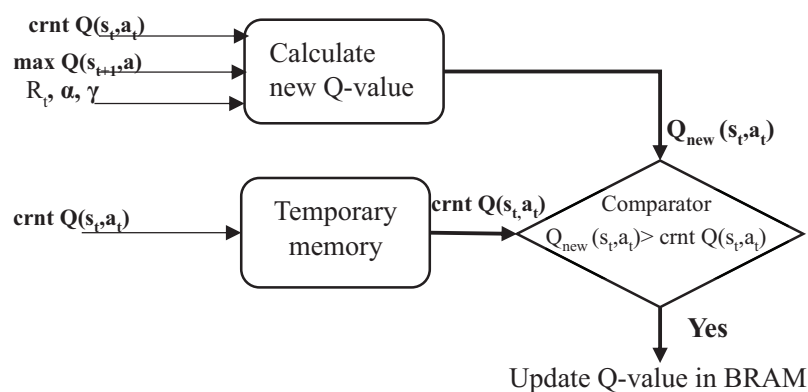 crnt Q(sₜ,aₜ)
max Q(sₜ₊₁,a)
Rₜ, α, γ
Calculate
new Q-value
Qₙₑw (sₜ,aₜ)
crnt Q(sₜ,aₜ)
Temporary
memory
crnt Q(sₜ,aₜ)
Comparator
Qₙₑw (sₜ,aₜ)> crnt Q(sₜ,aₜ)
Yes
Update Q-value in BRAM